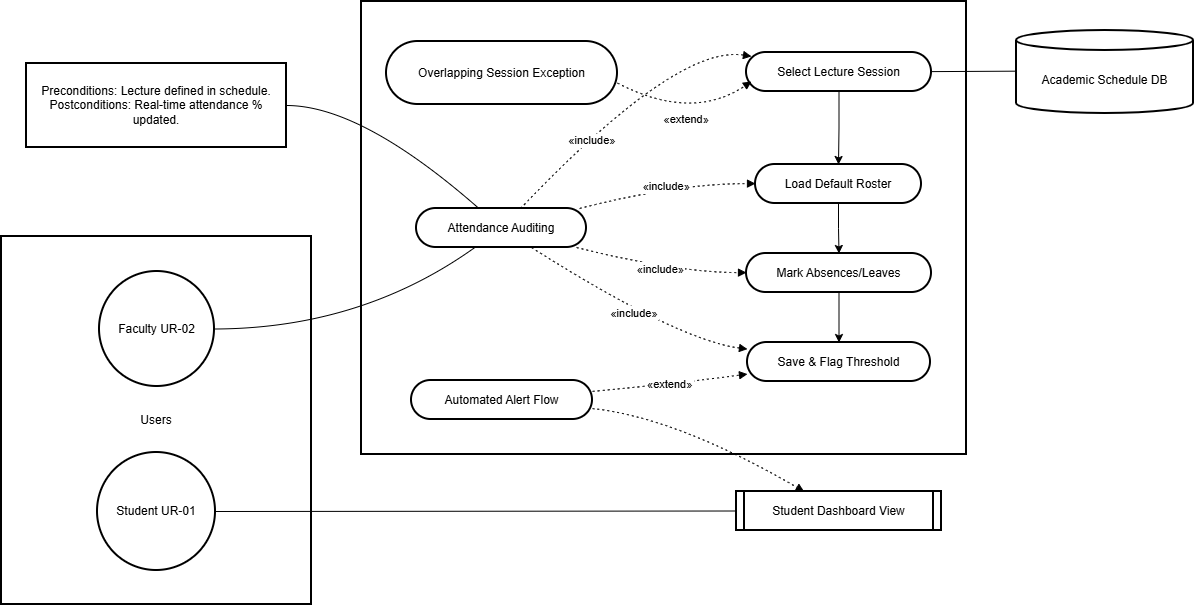 Overlapping Session Exception
Select Lecture Session
Academic Schedule DB
Preconditions: Lecture defined in schedule.
Postconditions: Real-time attendance %
updated.
«extend»
«include»
«include»
Load Default Roster
Attendance Auditing
«include»
Mark Absences/Leaves
«include»
Faculty UR-02
Save & Flag Threshold
«extend»
Automated Alert Flow
Users
Student UR-01
Student Dashboard View